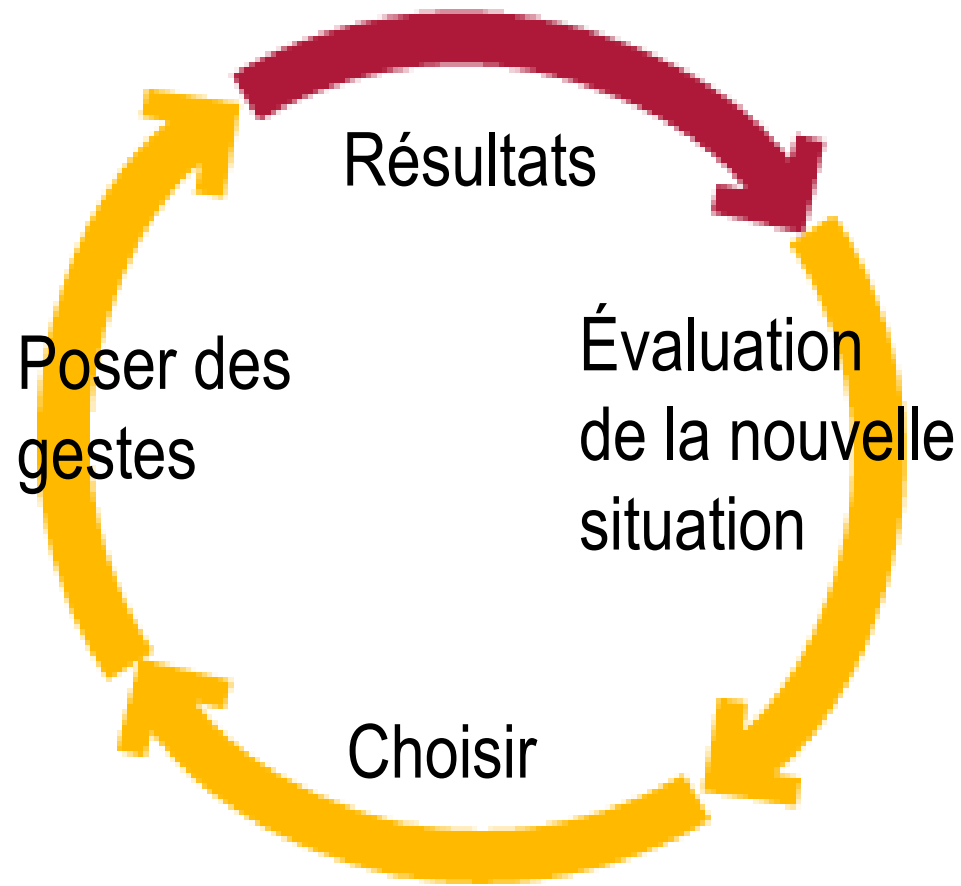 Résultats
Évaluation
de la nouvelle
situation
Choisir
Poser des
gestes